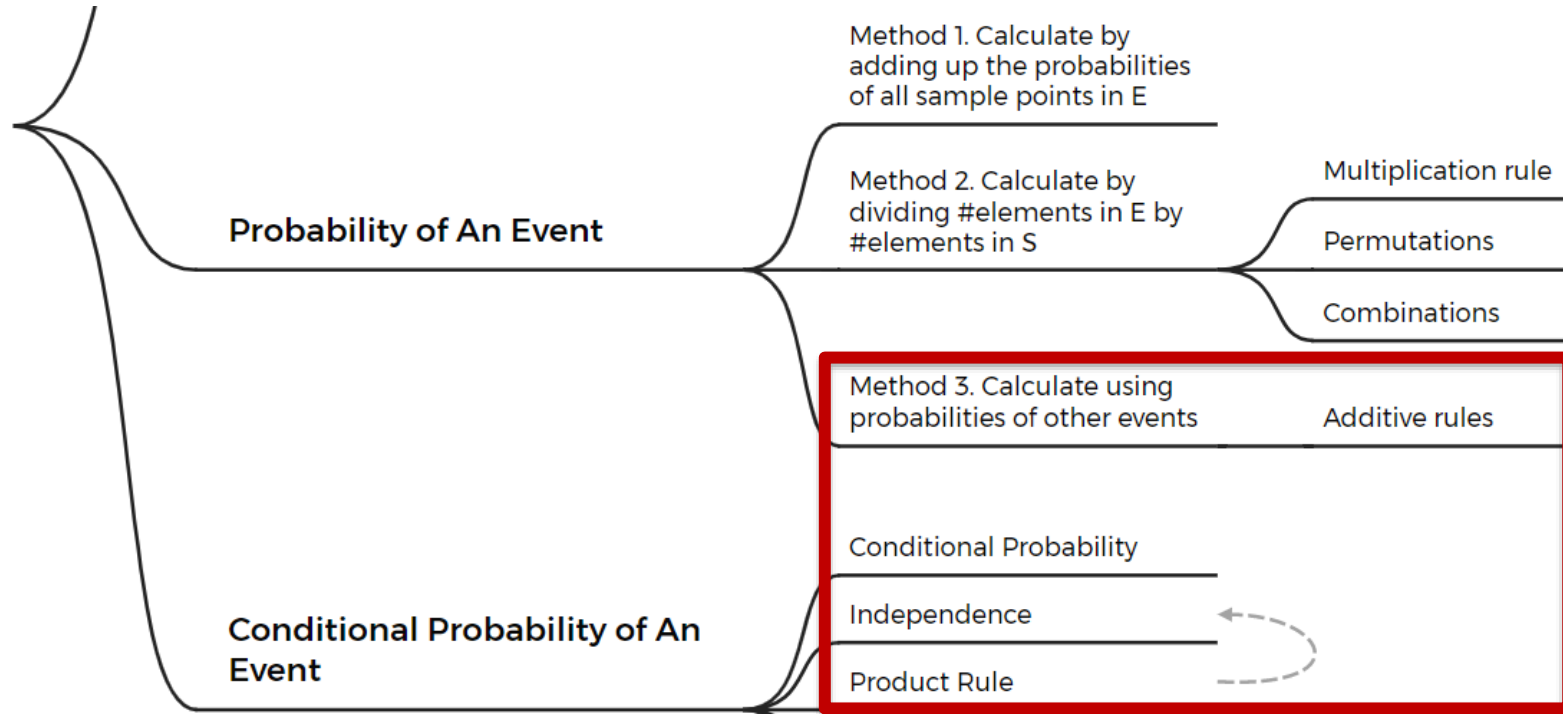 Method 1. Calculate by
adding up the probabilities
of all sample points in E
Probability of An Event
Method 2. Calculate by
dividing #elements in E by
#elements in S
Multiplication rule
Permutations
Combinations
Method 3. Calculate using
probabilities of other events
Additive rules
Conditional Probability of An
Event
Conditional Probability
Independence
Product Rule